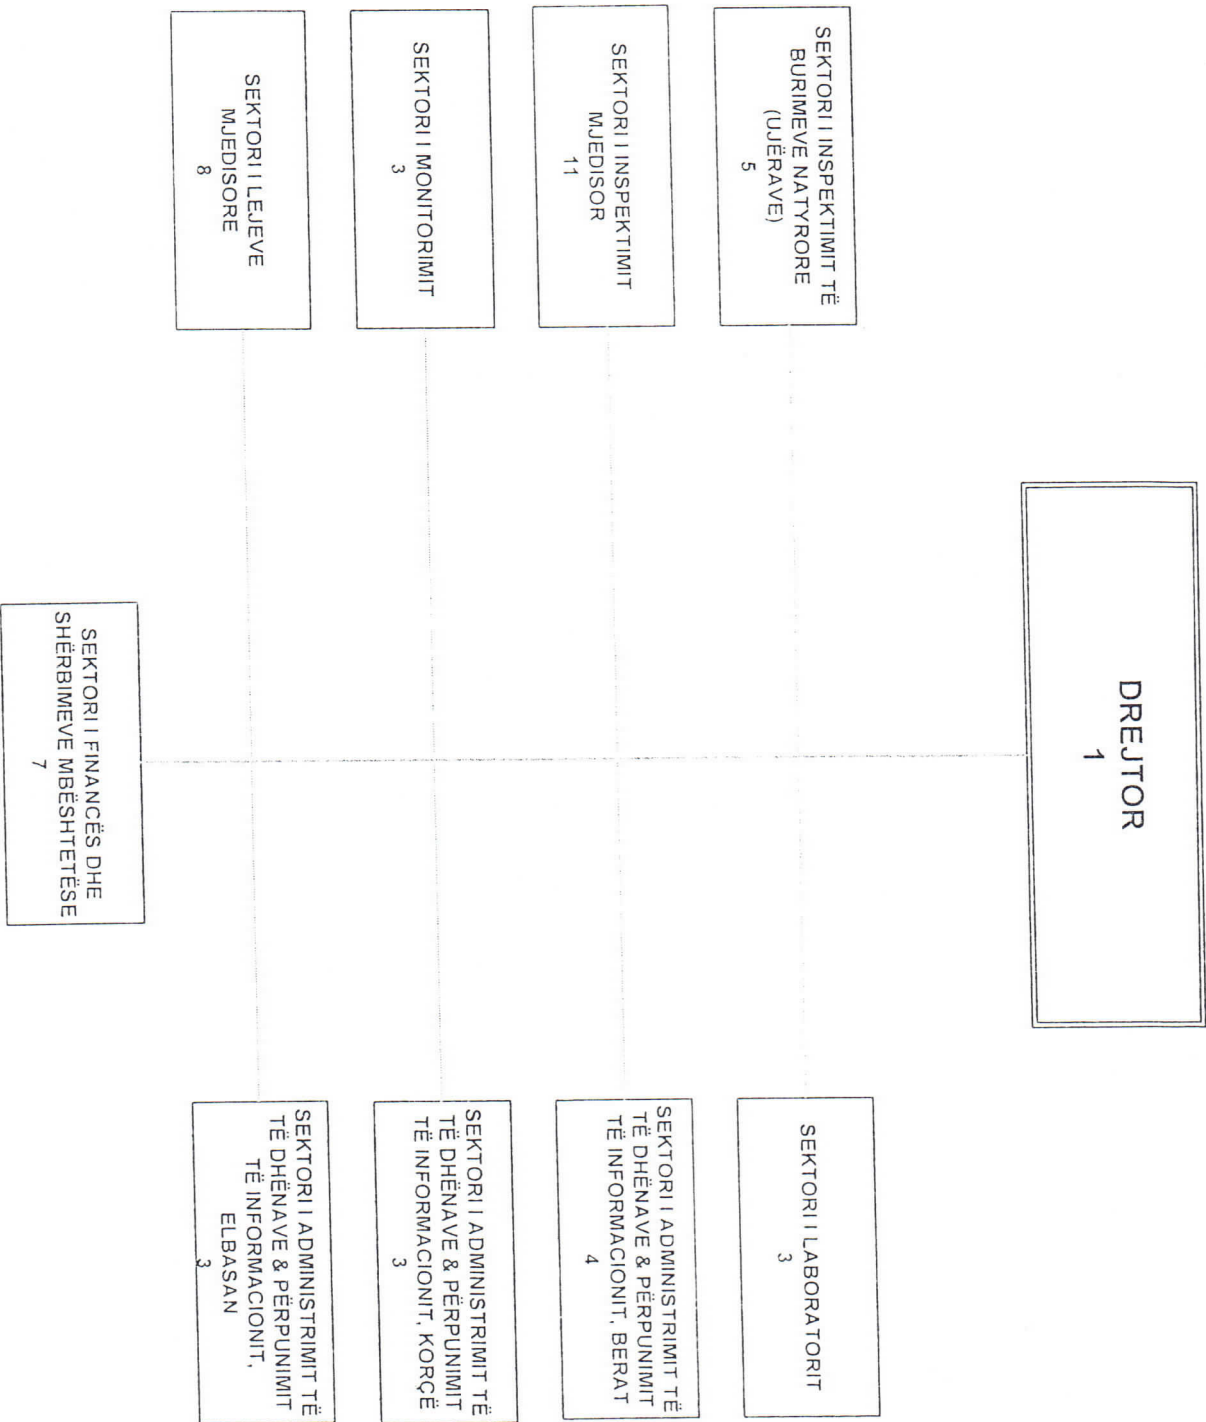 DREJTOR
1
SEKTORI I INSPEKTIMIT TË
BURIMEVE NATYRORE
(UJËRAVE)
5
SEKTORI I LABORATORIT
3
SEKTORI I INSPEKTIMIT
MJEDISOR
11
SEKTORI I ADMINISTRIMIT TË
TË DHËNAVE & PËRPUNIMIT
TË INFORMACIONIT, BERAT
4
SEKTORI I MONITORIMIT
3
SEKTORI I ADMINISTRIMIT TË
TË DHËNAVE & PËRPUNIMIT
TË INFORMACIONIT, KORÇË
3
SEKTORI I LEJEVE
MJEDISORE
8
SEKTORI I ADMINISTRIMIT TË
TË DHËNAVE & PËRPUNIMIT
TË INFORMACIONIT,
ELBASAN
3
SEKTORI I FINANCËS DHE
SHËRBIMEVE MBËSHTETËSE
7